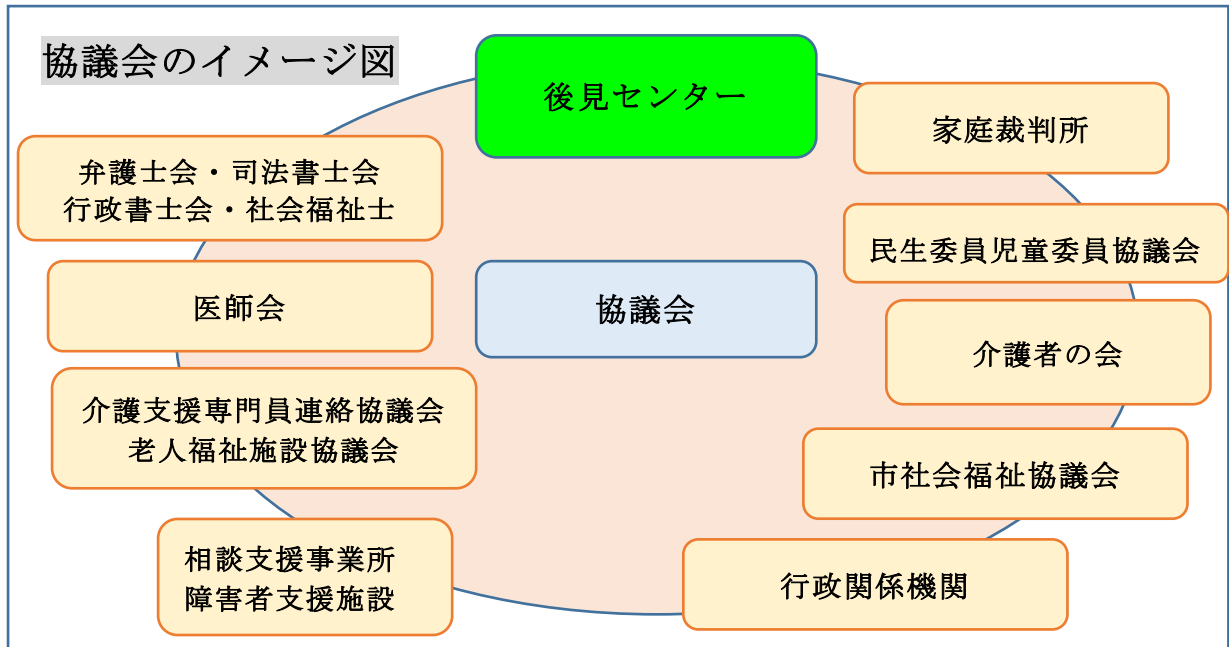 協議会のイメージ図
後見センター
家庭裁判所
弁護士会・司法書士会
行政書士会・社会福祉士
民生委員児童委員協議会
医師会
協議会
介護者の会
介護支援専門員連絡協議会
老人福祉施設協議会
市社会福祉協議会
相談支援事業所
障害者支援施設
行政関係機関